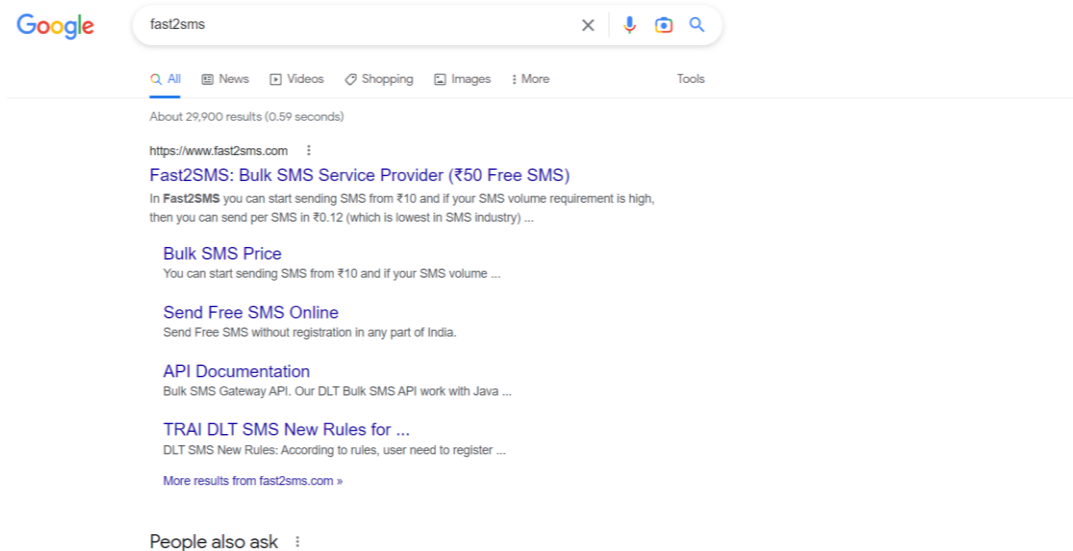 Google
fast2sms
All News Videos Shopping Images More Tools
About 29,900 results (0.59 seconds)
https://www.fast2sms.com
Fast2SMS: Bulk SMS Service Provider (₹50 Free SMS)
In Fast2SMS you can start sending SMS from ₹10 and if your SMS volume requirement is high,
then you can send per SMS in ₹0.12 (which is lowest in SMS industry) ...
Bulk SMS Price
You can start sending SMS from ₹10 and if your SMS volume ...
Send Free SMS Online
Send Free SMS without registration in any part of India.
API Documentation
Bulk SMS Gateway API. Our DLT Bulk SMS API work with Java ...
TRAI DLT SMS New Rules for ...
DLT SMS New Rules: According to rules, user need to register ...
More results from fast2sms.com »
People also ask